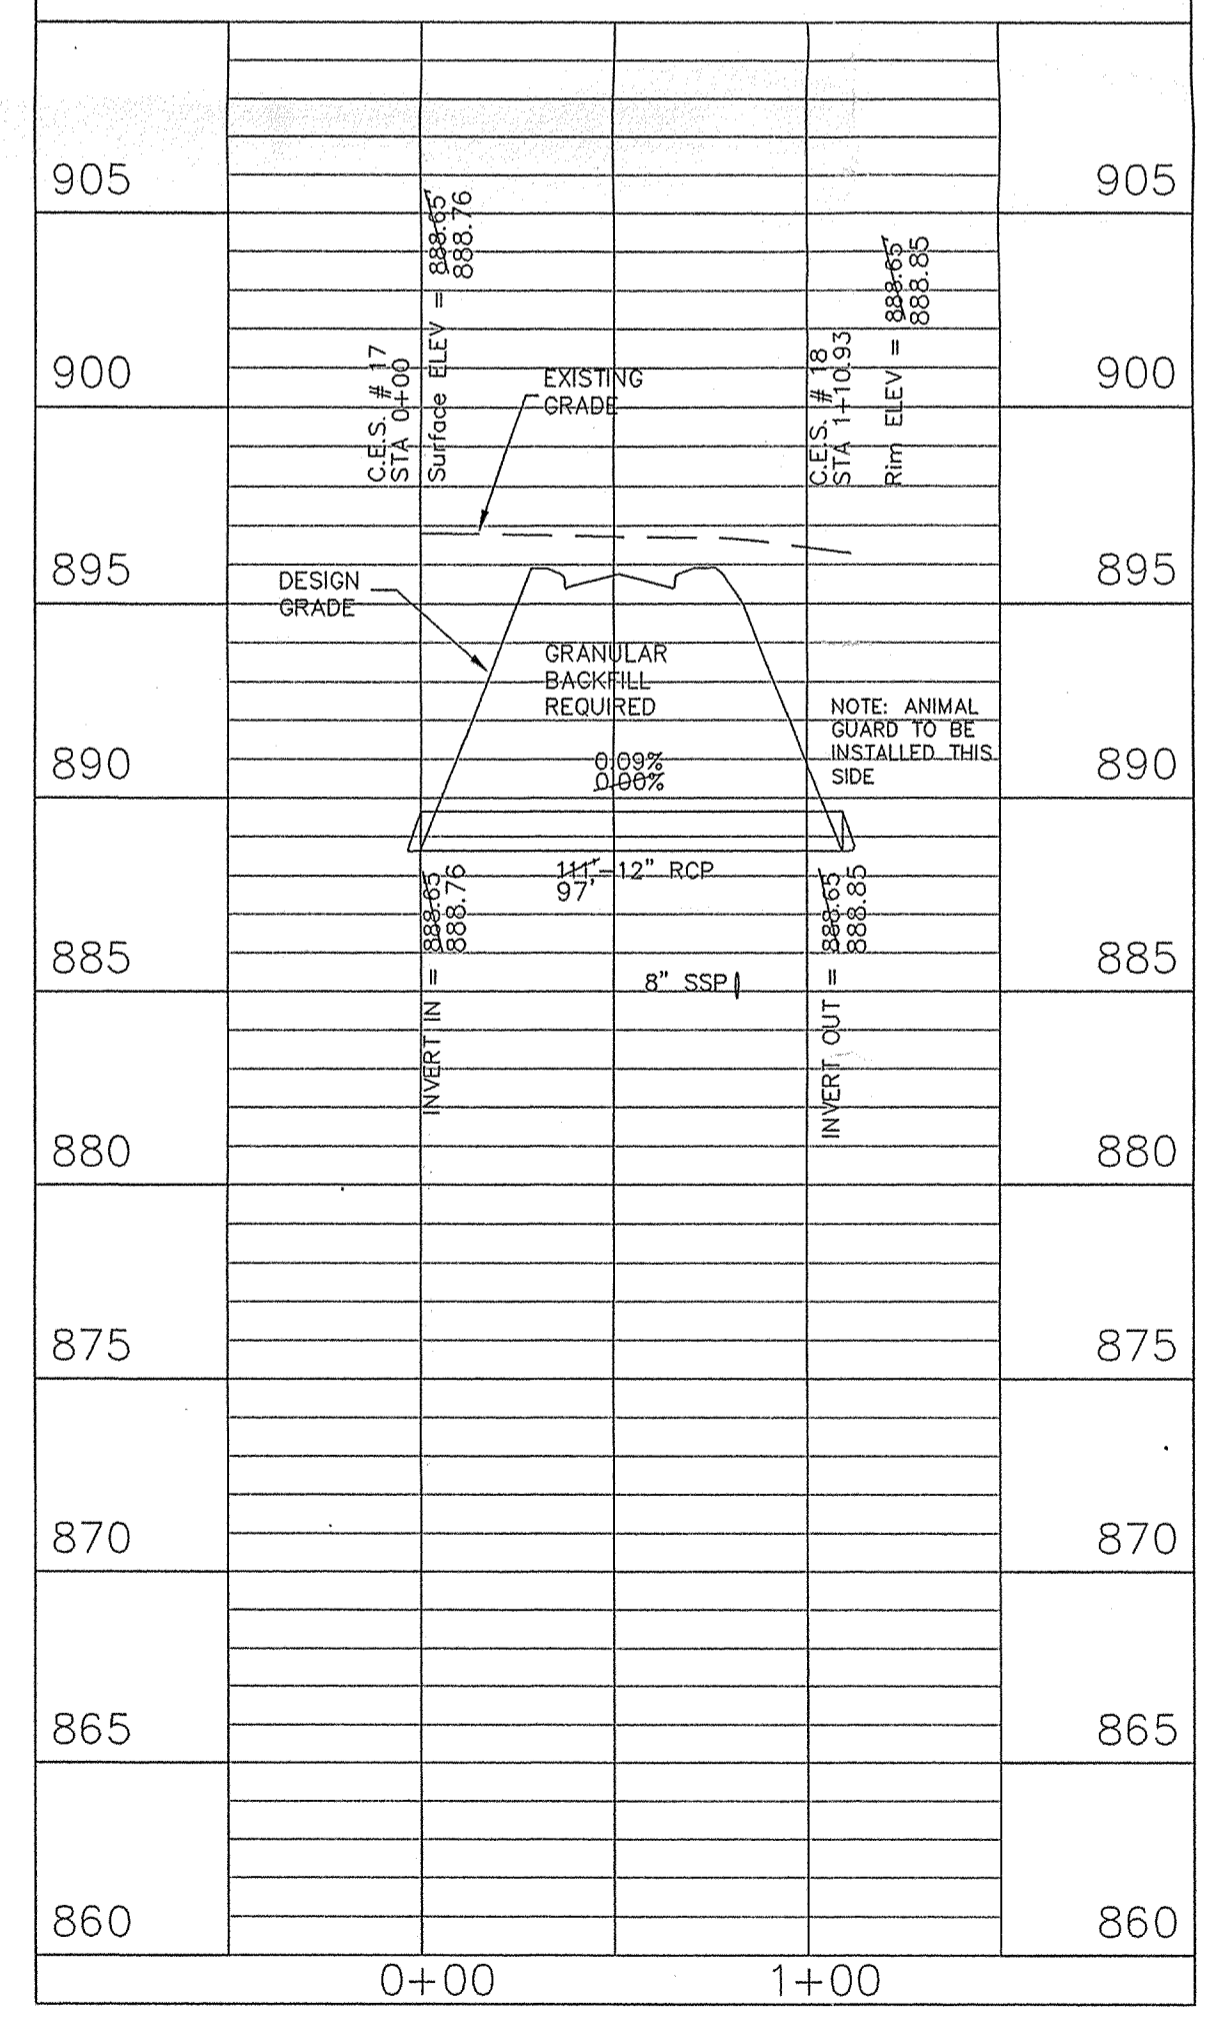 905
905
888.65'
888.76
888.65'
888.85
C.E.S. # 17
STA 0+00
Surface ELEV =
C.E.S. # 18
STA 1+10.93
Rim ELEV =
900
900
EXISTING
GRADE
895
895
DESIGN
GRADE
GRANULAR
BACKFILL
REQUIRED
NOTE: ANIMAL
GUARD TO BE
INSTALLED THIS
SIDE
890
890
0.09%
0.00%
111'-12" RCP
97'
INVERT IN = 888.65
888.76
INVERT OUT = 888.65
888.85
885
885
8" SSP
880
880
875
875
870
870
865
865
860
860
0+00
1+00